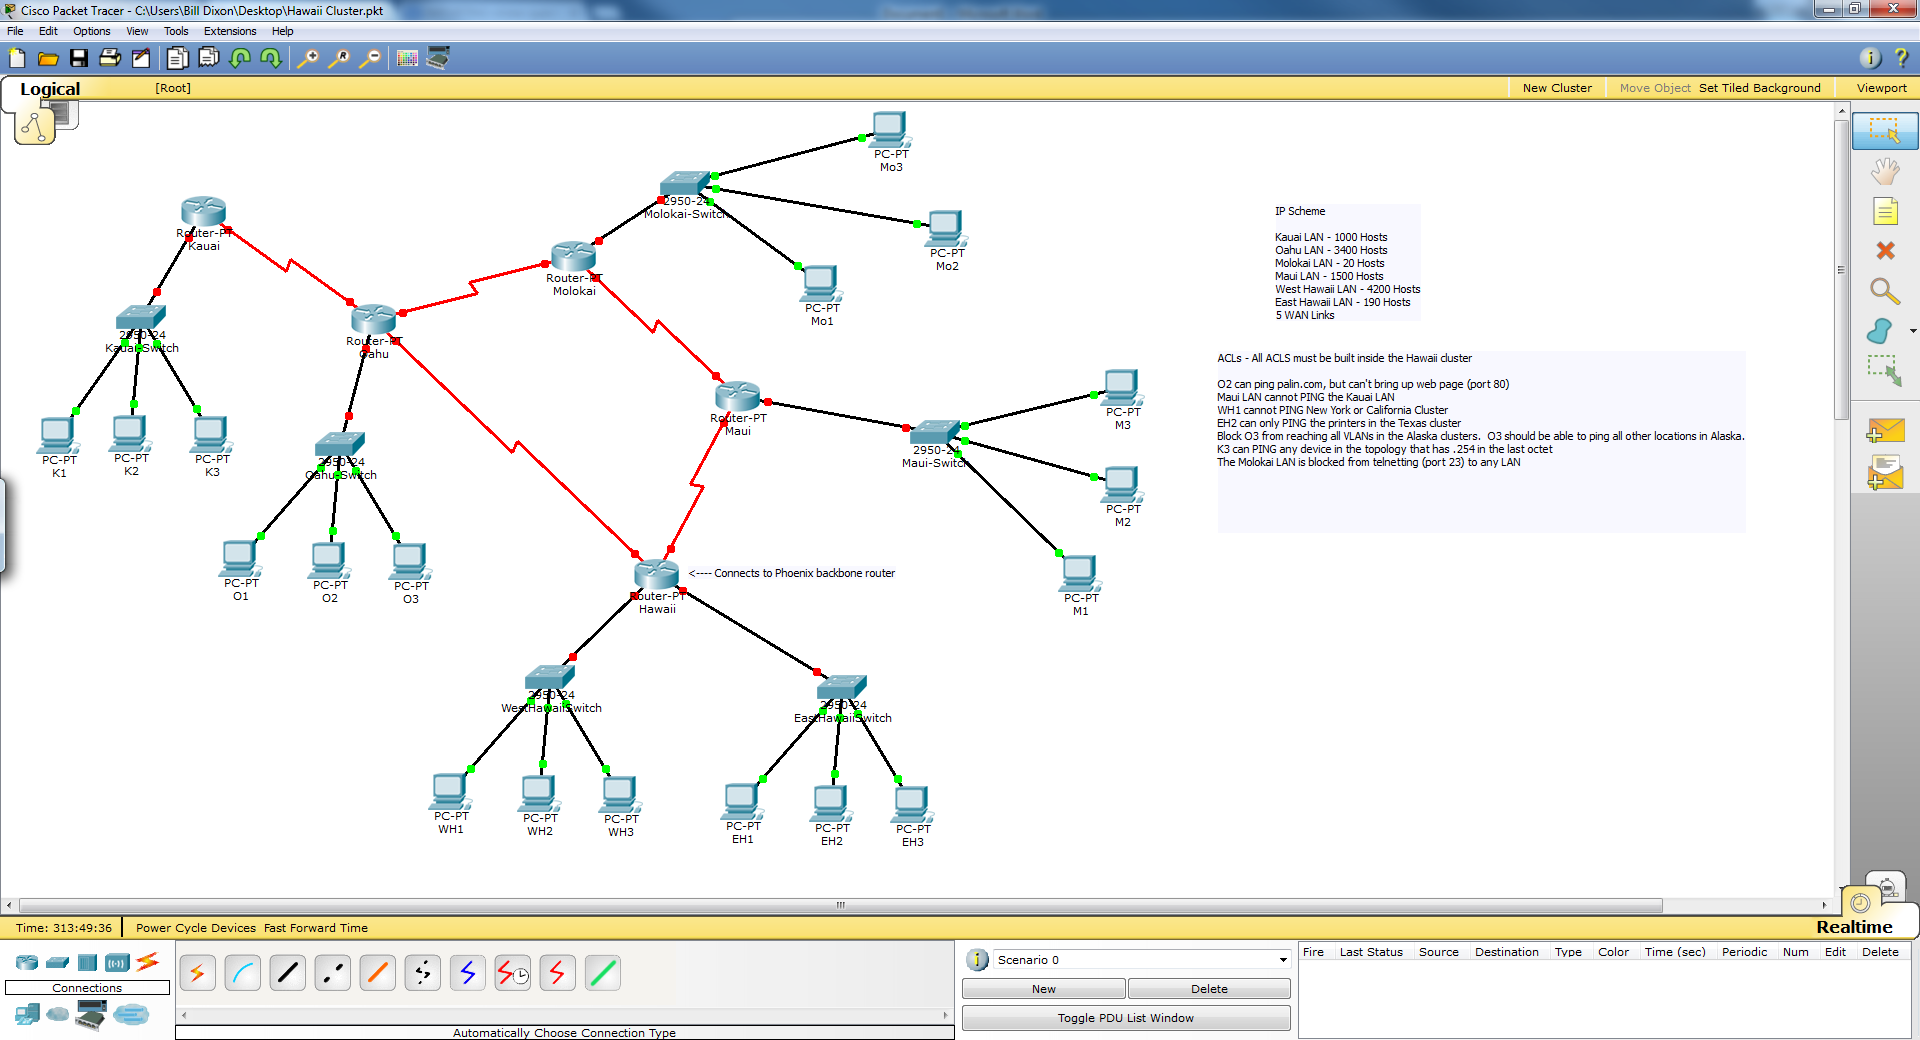 Cisco Packet Tracer - C:\Users\Bill Dixon\Desktop\Hawaii Cluster.pkt
File Edit Options View Tools Extensions Help
Logical [Root] New Cluster Move Object Set Tiled Background Viewport
PC-PT
Mo3
2950-24
Molokai-Switch
PC-PT
Mo2
Router-PT
Kauai
Router-PT
Molokai
PC-PT
Mo1
2950-24
Kauai-Switch
Router-PT
Oahu
IP Scheme
Kauai LAN - 1000 Hosts
Oahu LAN - 3400 Hosts
Molokai LAN - 20 Hosts
Maui LAN - 1500 Hosts
West Hawaii LAN - 4200 Hosts
East Hawaii LAN - 190 Hosts
5 WAN Links
ACLs - All ACLS must be built inside the Hawaii cluster
O2 can ping palin.com, but can't bring up web page (port 80)
Maui LAN cannot PING the Kauai LAN
WH1 cannot PING New York or California Cluster
EH2 can only PING the printers in the Texas cluster
Block O3 from reaching all VLANs in the Alaska clusters.  O3 should be able to ping all other locations in Alaska.
K3 can PING any device in the topology that has .254 in the last octet
The Molokai LAN is blocked from telnetting (port 23) to any LAN
Router-PT
Maui
PC-PT
M3
PC-PT
K1
PC-PT
K2
PC-PT
K3
2950-24
Oahu-Switch
2950-24
Maui-Switch
PC-PT
M2
PC-PT
O1
PC-PT
O2
PC-PT
O3
Router-PT
Hawaii
<---- Connects to Phoenix backbone router
PC-PT
M1
2950-24
WestHawaiiSwitch
2950-24
EastHawaiiSwitch
PC-PT
WH1
PC-PT
WH2
PC-PT
WH3
PC-PT
EH1
PC-PT
EH2
PC-PT
EH3
Time: 313:49:36 Power Cycle Devices Fast Forward Time Realtime
Connections
Automatically Choose Connection Type
Scenario 0
New Delete
Toggle PDU List Window
Fire Last Status Source Destination Type Color Time (sec) Periodic Num Edit Delete